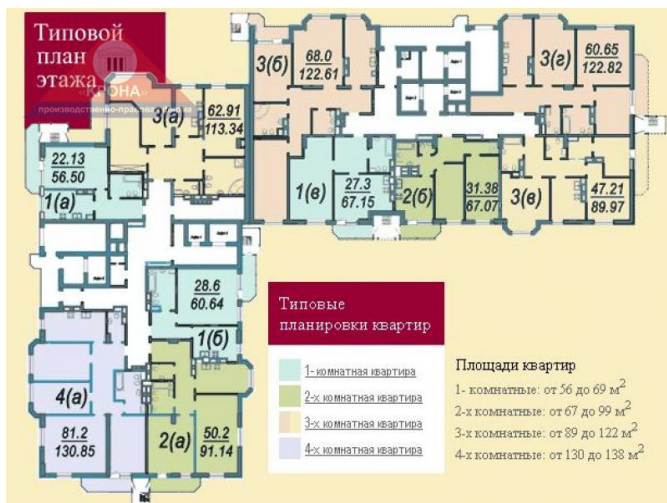 Типовой
план
этажа
«КРОНА»
производственно-правовая
3(б)
68.0
122.61
3(г)
60.65
122.82
3(а)
62.91
113.34
22.13
56.50
1(а)
1(в)
27.3
67.15
2(б)
31.38
67.07
3(в)
47.21
89.97
28.6
60.64
1(б)
4(а)
81.2
130.85
2(а)
50.2
91.14
Типовые
планировки квартир
1- комнатная квартира
2-х комнатная квартира
3-х комнатная квартира
4-х комнатная квартира
Площади квартир
1- комнатные: от 56 до 69 м²
2-х комнатные: от 67 до 99 м²
3-х комнатные: от 89 до 122 м²
4-х комнатные: от 130 до 138 м²